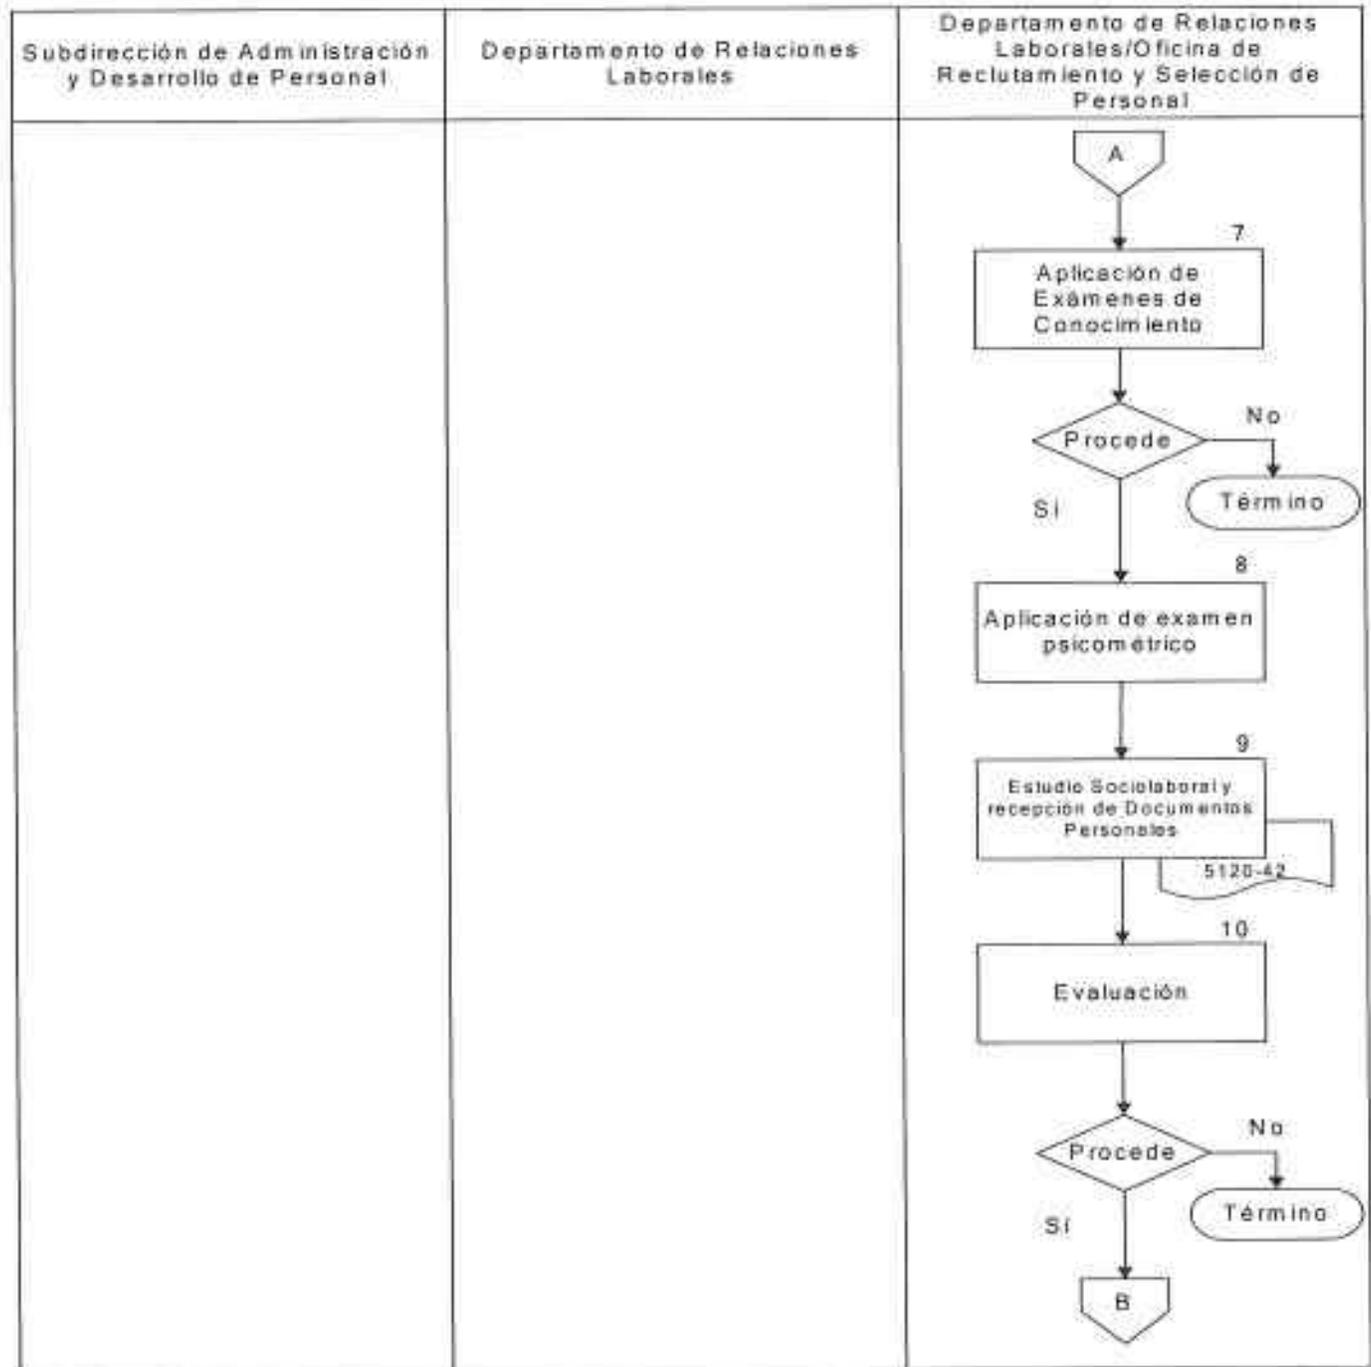 Subdirección de Administración
y Desarrollo de Personal
Departamento de Relaciones
Laborales
Departamento de Relaciones
Laborales/Oficina de
Reclutamiento y Selección de
Personal
A
7
Aplicación de
Exámenes de
Conocimiento
Procede
No
Término
Sí
8
Aplicación de examen
psicométrico
9
Estudio Sociolaboral y
recepción de Documentos
Personales
5120-42
10
Evaluación
Procede
No
Término
Sí
B